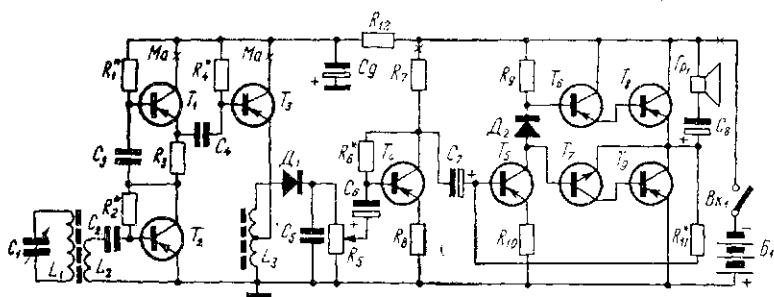 R₁₂
Ma
Ma
R₁*
R₄*
C₉
+
R₇
R₉
T₆
T₈
Гр₁
T₁
T₃
C₄
Д₂
C₈
C₃
R₃
R₆*
T₄
C₇
+
T₅
T₇
T₉
Вк₁
Д₁
C₆
R₂*
C₂
T₂
+
C₁
L₁
L₂
L₃
C₅
R₅
R₈
R₁₀
R₁₁*
Б₁
+